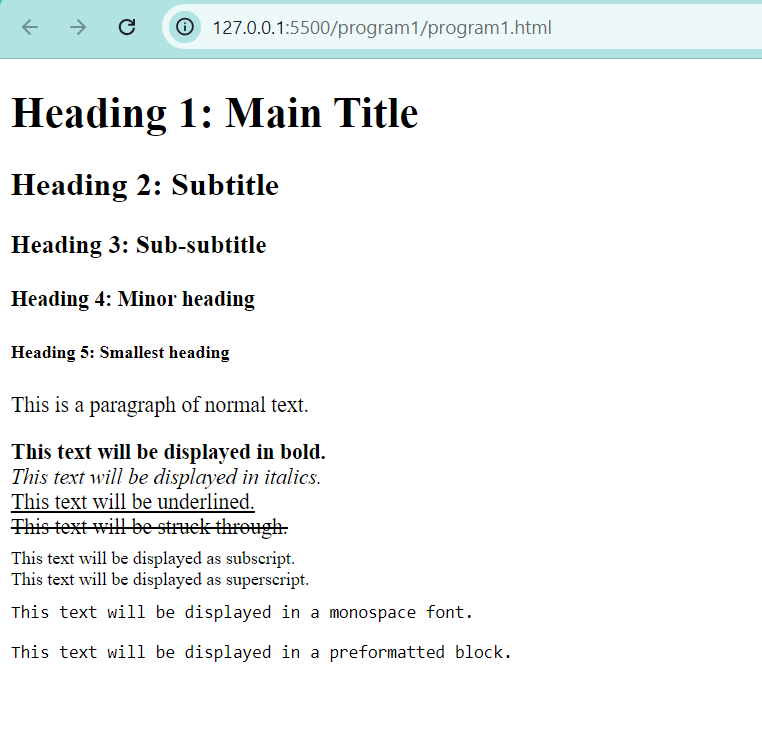 127.0.0.1:5500/program1/program1.html
Heading 1: Main Title
Heading 2: Subtitle
Heading 3: Sub-subtitle
Heading 4: Minor heading
Heading 5: Smallest heading
This is a paragraph of normal text.
This text will be displayed in bold.
This text will be displayed in italics.
This text will be underlined.
This text will be struck through.
This text will be displayed as subscript.
This text will be displayed as superscript.
This text will be displayed in a monospace font.
This text will be displayed in a preformatted block.